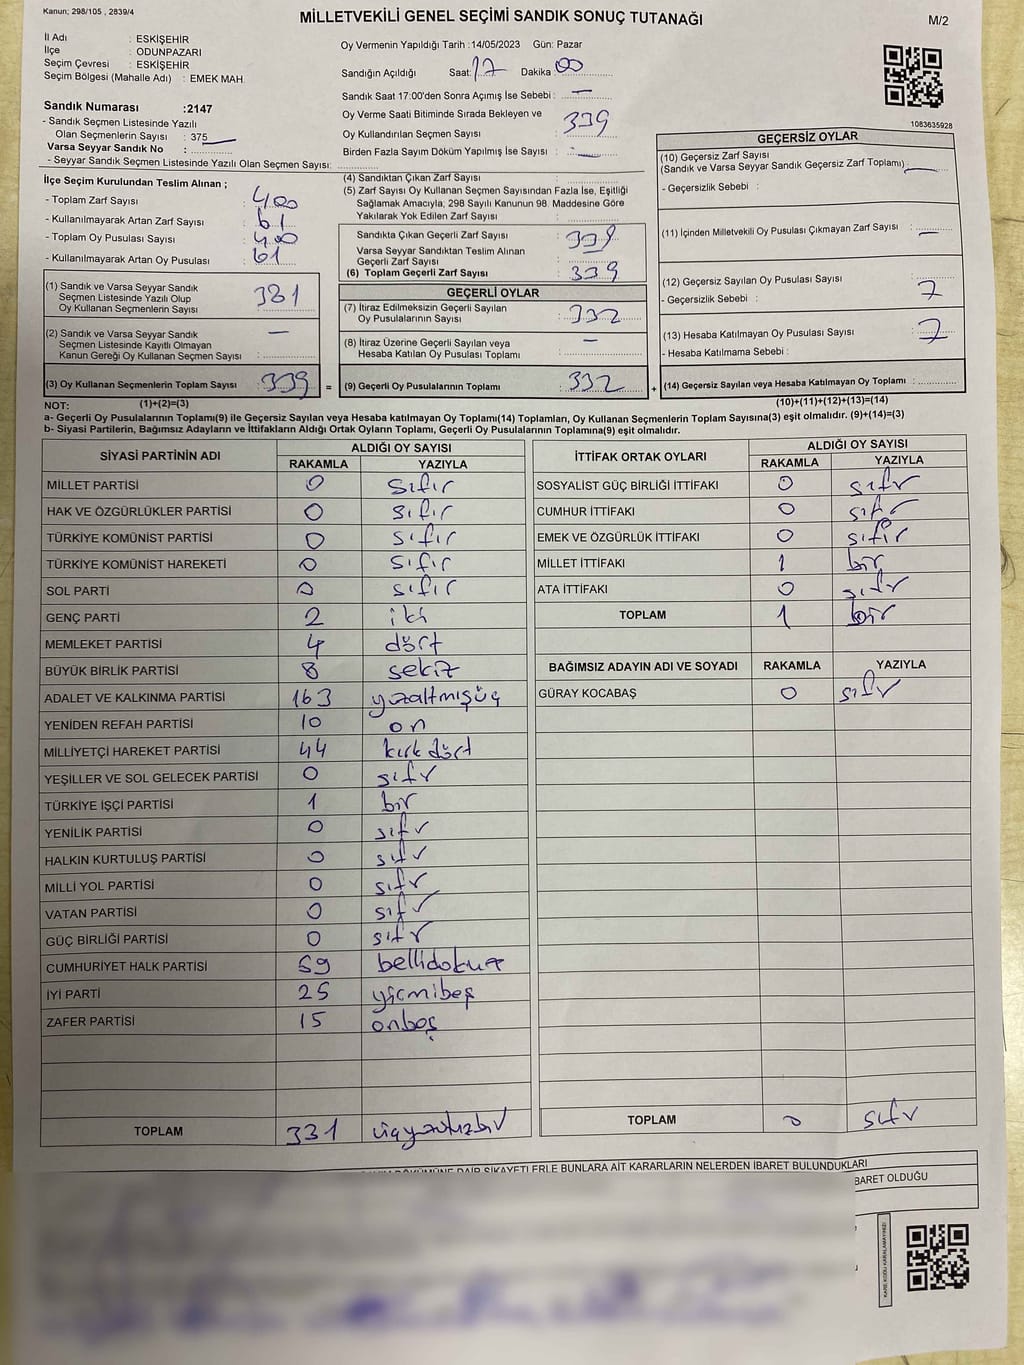 Kanun; 298/105 , 2839/4
MİLLETVEKİLİ GENEL SEÇİMİ SANDIK SONUÇ TUTANAĞI
M/2
İl Adı : ESKİŞEHİR
İlçe : ODUNPAZARI
Seçim Çevresi : ESKİŞEHİR
Seçim Bölgesi (Mahalle Adı) : EMEK MAH.
Sandık Numarası :2147
- Sandık Seçmen Listesinde Yazılı
Olan Seçmenlerin Sayısı : 375
Varsa Seyyar Sandık No :
- Seyyar Sandık Seçmen Listesinde Yazılı Olan Seçmen Sayısı:
Oy Vermenin Yapıldığı Tarih :14/05/2023 Gün: Pazar
Sandığın Açıldığı Saat: 17 Dakika: 00
Sandık Saat 17:00'den Sonra Açımış İse Sebebi : —
Oy Verme Saati Bitiminde Sırada Bekleyen ve
Oy Kullandırılan Seçmen Sayısı : 339
Birden Fazla Sayım Döküm Yapılmış İse Sayısı : —
1083635928
İlçe Seçim Kurulundan Teslim Alınan ;
- Toplam Zarf Sayısı : 400
- Kullanılmayarak Artan Zarf Sayısı : 61
- Toplam Oy Pusulası Sayısı : 400
- Kullanılmayarak Artan Oy Pusulası : 61
(1) Sandık ve Varsa Seyyar Sandık
Seçmen Listesinde Yazılı Olup
Oy Kullanan Seçmenlerin Sayısı :
(2) Sandık ve Varsa Seyyar Sandık
Seçmen Listesinde Kayıtlı Olmayan
Kanun Gereği Oy Kullanan Seçmen Sayısı : —
(3) Oy Kullanan Seçmenlerin Toplam Sayısı : 339 =
(1)+(2)=(3)
(4) Sandıktan Çıkan Zarf Sayısı :
(5) Zarf Sayısı Oy Kullanan Seçmen Sayısından Fazla İse, Eşitliği
Sağlamak Amacıyla, 298 Sayılı Kanunun 98. Maddesine Göre
Yakılarak Yok Edilen Zarf Sayısı :
Sandıkta Çıkan Geçerli Zarf Sayısı : 339
Varsa Seyyar Sandıktan Teslim Alınan
Geçerli Zarf Sayısı :
(6) Toplam Geçerli Zarf Sayısı : 339
GEÇERLİ OYLAR
(7) İtiraz Edilmeksizin Geçerli Sayılan
Oy Pusulalarının Sayısı : 332
(8) İtiraz Üzerine Geçerli Sayılan veya
Hesaba Katılan Oy Pusulası Toplamı : —
(9) Geçerli Oy Pusulalarının Toplamı : 332 +
GEÇERSİZ OYLAR
(10) Geçersiz Zarf Sayısı
(Sandık ve Varsa Seyyar Sandık Geçersiz Zarf Toplamı) : —
- Geçersizlik Sebebi :
(11) İçinden Milletvekili Oy Pusulası Çıkmayan Zarf Sayısı : —
(12) Geçersiz Sayılan Oy Pusulası Sayısı : 7
- Geçersizlik Sebebi :
(13) Hesaba Katılmayan Oy Pusulası Sayısı : 7
- Hesaba Katılmama Sebebi :
(14) Geçersiz Sayılan veya Hesaba Katılmayan Oy Toplamı :
(10)+(11)+(12)+(13)=(14)
NOT:
a- Geçerli Oy Pusulalarının Toplamı(9) ile Geçersiz Sayılan veya Hesaba katılmayan Oy Toplamı(14) Toplamları, Oy Kullanan Seçmenlerin Toplam Sayısına(3) eşit olmalıdır. (9)+(14)=(3)
b- Siyasi Partilerin, Bağımsız Adayların ve İttifakların Aldığı Ortak Oyların Toplamı, Geçerli Oy Pusulalarının Toplamına(9) eşit olmalıdır.
SİYASİ PARTİNİN ADI ALDIĞI OY SAYISI
RAKAMLA YAZIYLA
MİLLET PARTİSİ 0 sıfır
HAK VE ÖZGÜRLÜKLER PARTİSİ 0 sıfır
TÜRKİYE KOMÜNİST PARTİSİ 0 sıfır
TÜRKİYE KOMÜNİST HAREKETİ 0 sıfır
SOL PARTİ 0 sıfır
GENÇ PARTİ 2 iki
MEMLEKET PARTİSİ 4 dört
BÜYÜK BİRLİK PARTİSİ 8 sekiz
ADALET VE KALKINMA PARTİSİ 163 yüzaltmışüç
YENİDEN REFAH PARTİSİ 10 on
MİLLİYETÇİ HAREKET PARTİSİ 44 kırkdört
YEŞİLLER VE SOL GELECEK PARTİSİ 0 sıfır
TÜRKİYE İŞÇİ PARTİSİ 1 bir
YENİLİK PARTİSİ 0 sıfır
HALKIN KURTULUŞ PARTİSİ 0 sıfır
MİLLİ YOL PARTİSİ 0 sıfır
VATAN PARTİSİ 0 sıfır
GÜÇ BİRLİĞİ PARTİSİ 0 sıfır
CUMHURİYET HALK PARTİSİ 59
İYİ PARTİ 25 yirmibeş
ZAFER PARTİSİ 15 onbeş
TOPLAM 331 üçyüzotuzbir
İTTİFAK ORTAK OYLARI ALDIĞI OY SAYISI
RAKAMLA YAZIYLA
SOSYALİST GÜÇ BİRLİĞİ İTTİFAKI 0 sıfır
CUMHUR İTTİFAKI 0 sıfır
EMEK VE ÖZGÜRLÜK İTTİFAKI 0 sıfır
MİLLET İTTİFAKI 1 bir
ATA İTTİFAKI 0 sıfır
TOPLAM 1 bir
BAĞIMSIZ ADAYIN ADI VE SOYADI RAKAMLA YAZIYLA
GÜRAY KOCABAŞ 0 sıfır
TOPLAM 0 sıfır
DÖKÜMÜNE DAİR ŞİKAYETLERLE BUNLARA AİT KARARLARIN NELERDEN İBARET BULUNDUKLARI
BARET OLDUĞU